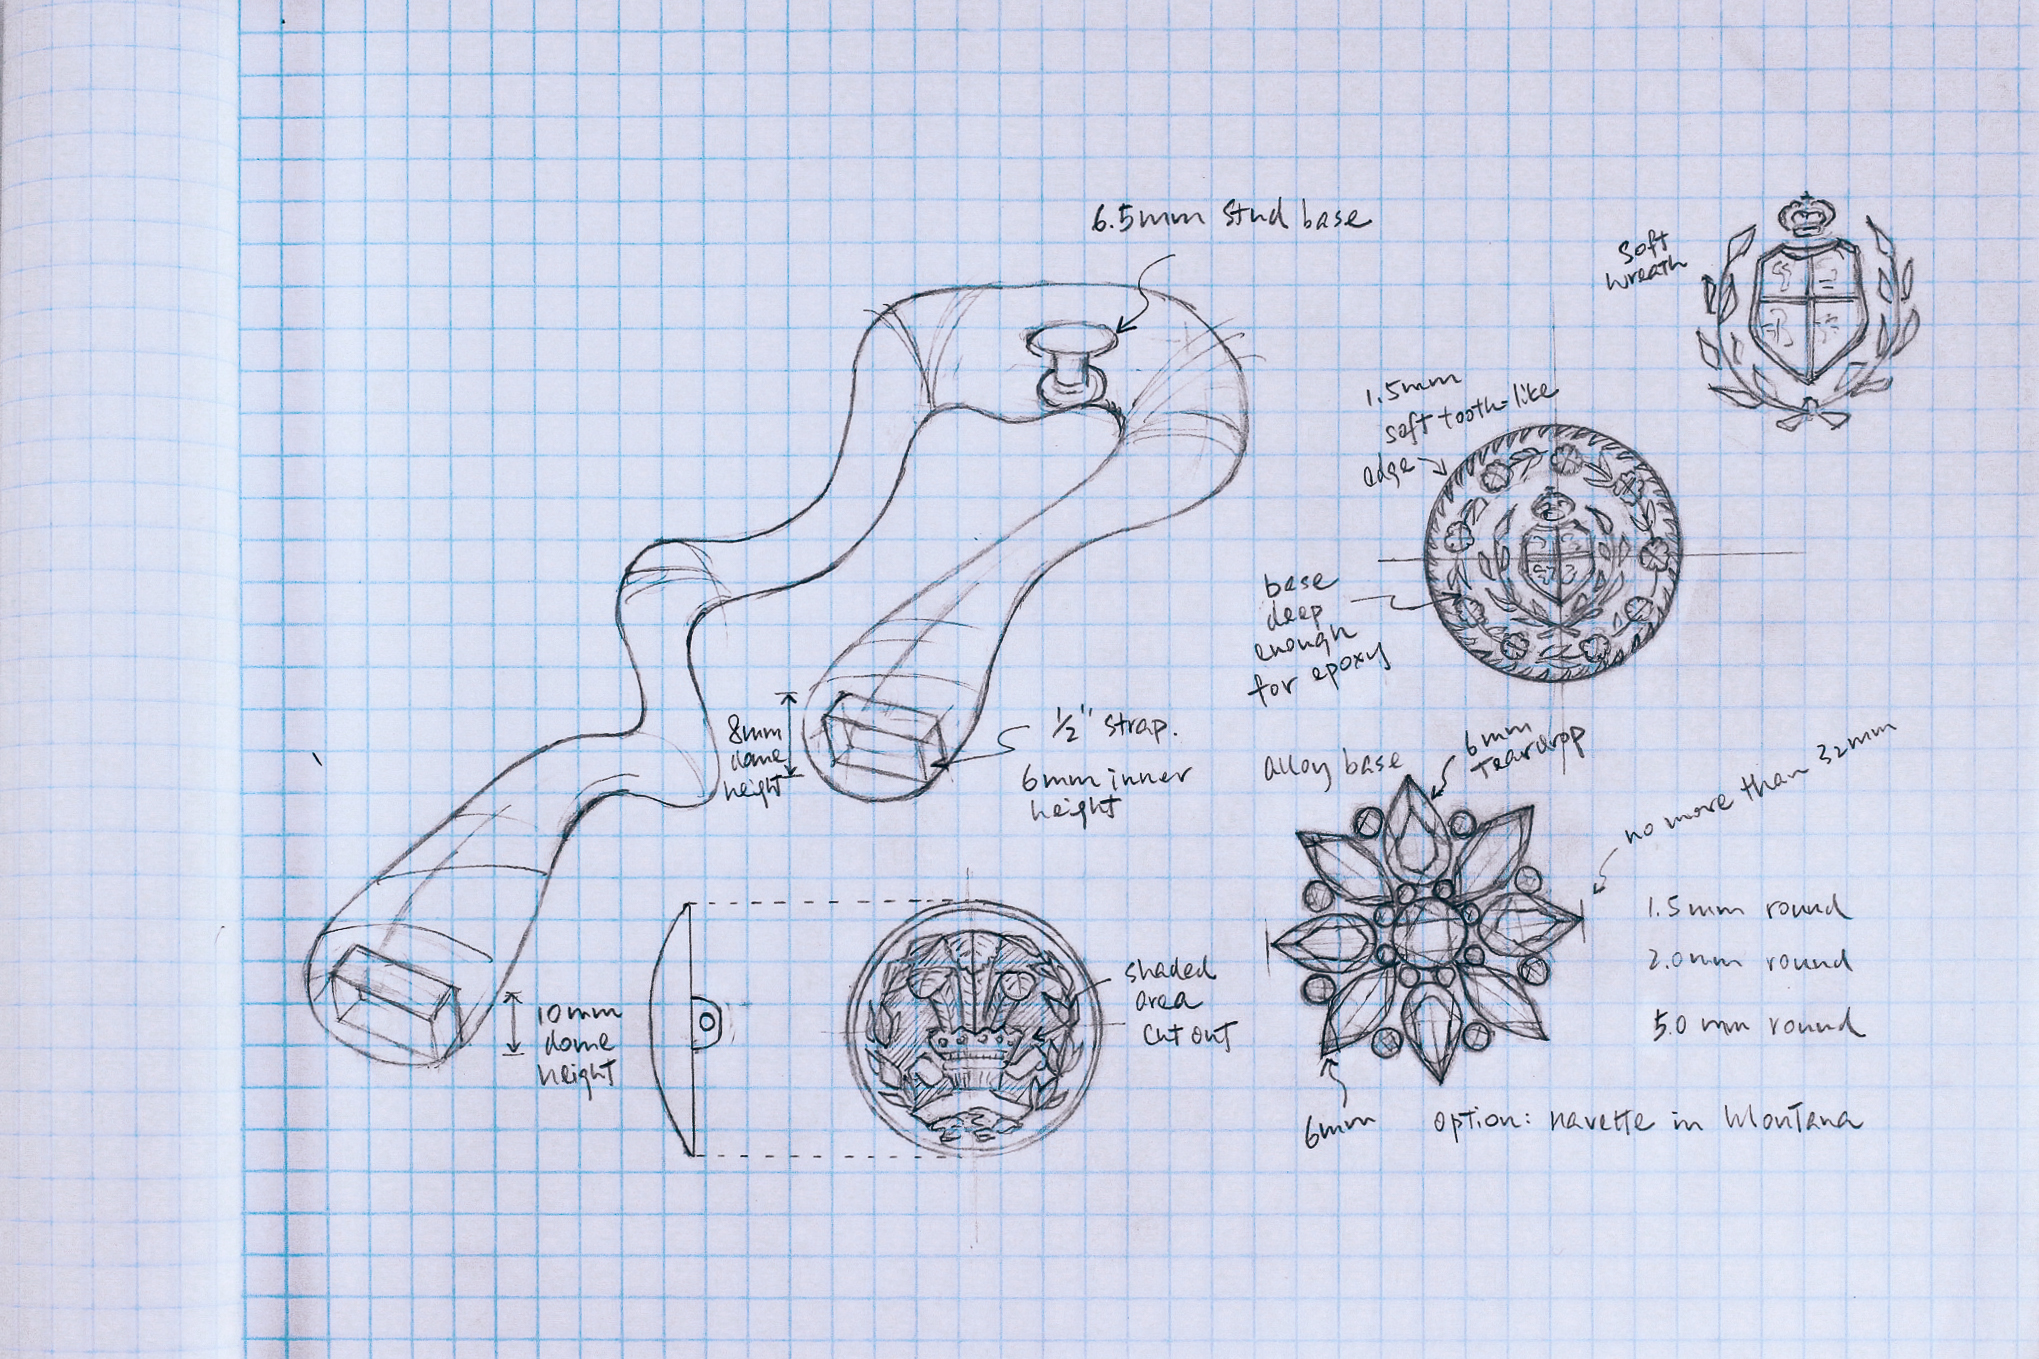 6.5mm stud base
soft
wreath
1.5mm
soft tooth-like
edge
base
deep
enough
for epoxy
8mm
dome
height
1/2" strap.
6mm inner
height
alloy base
6mm
teardrop
no more than 32mm
1.5mm round
2.0mm round
5.0 mm round
10mm
dome
height
shaded
area
cut out
6mm
option: navette in Montana